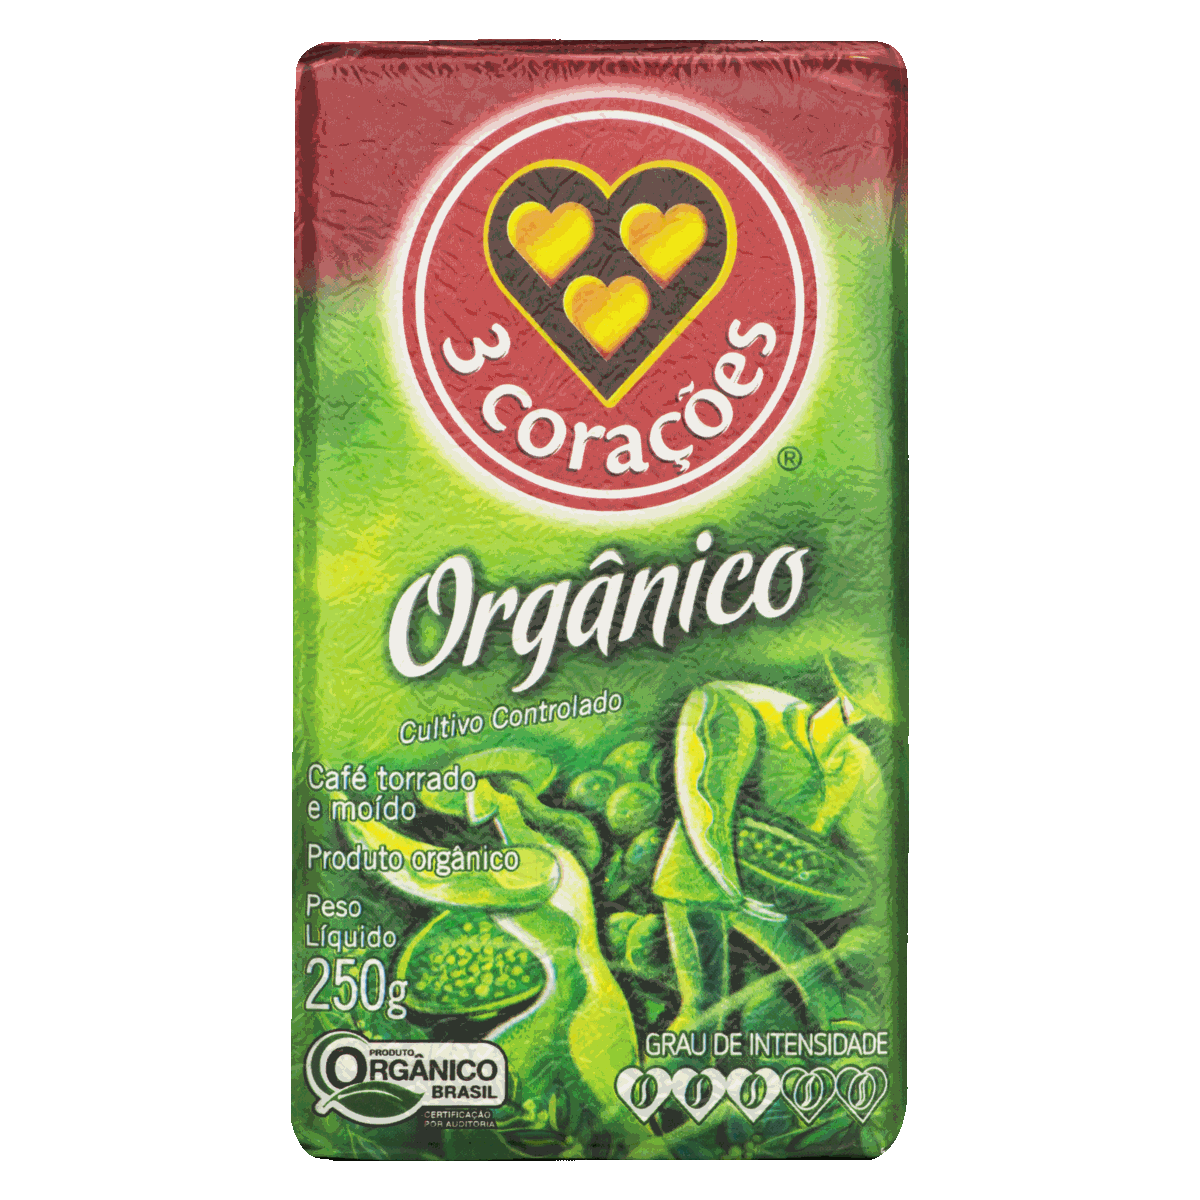 3 corações
®
Orgânico
Cultivo Controlado
Café torrado
e moído
Produto orgânico
Peso
Líquido
250g
PRODUTO
ORGÂNICO
BRASIL
CERTIFICAÇÃO
POR AUDITORIA
GRAU DE INTENSIDADE